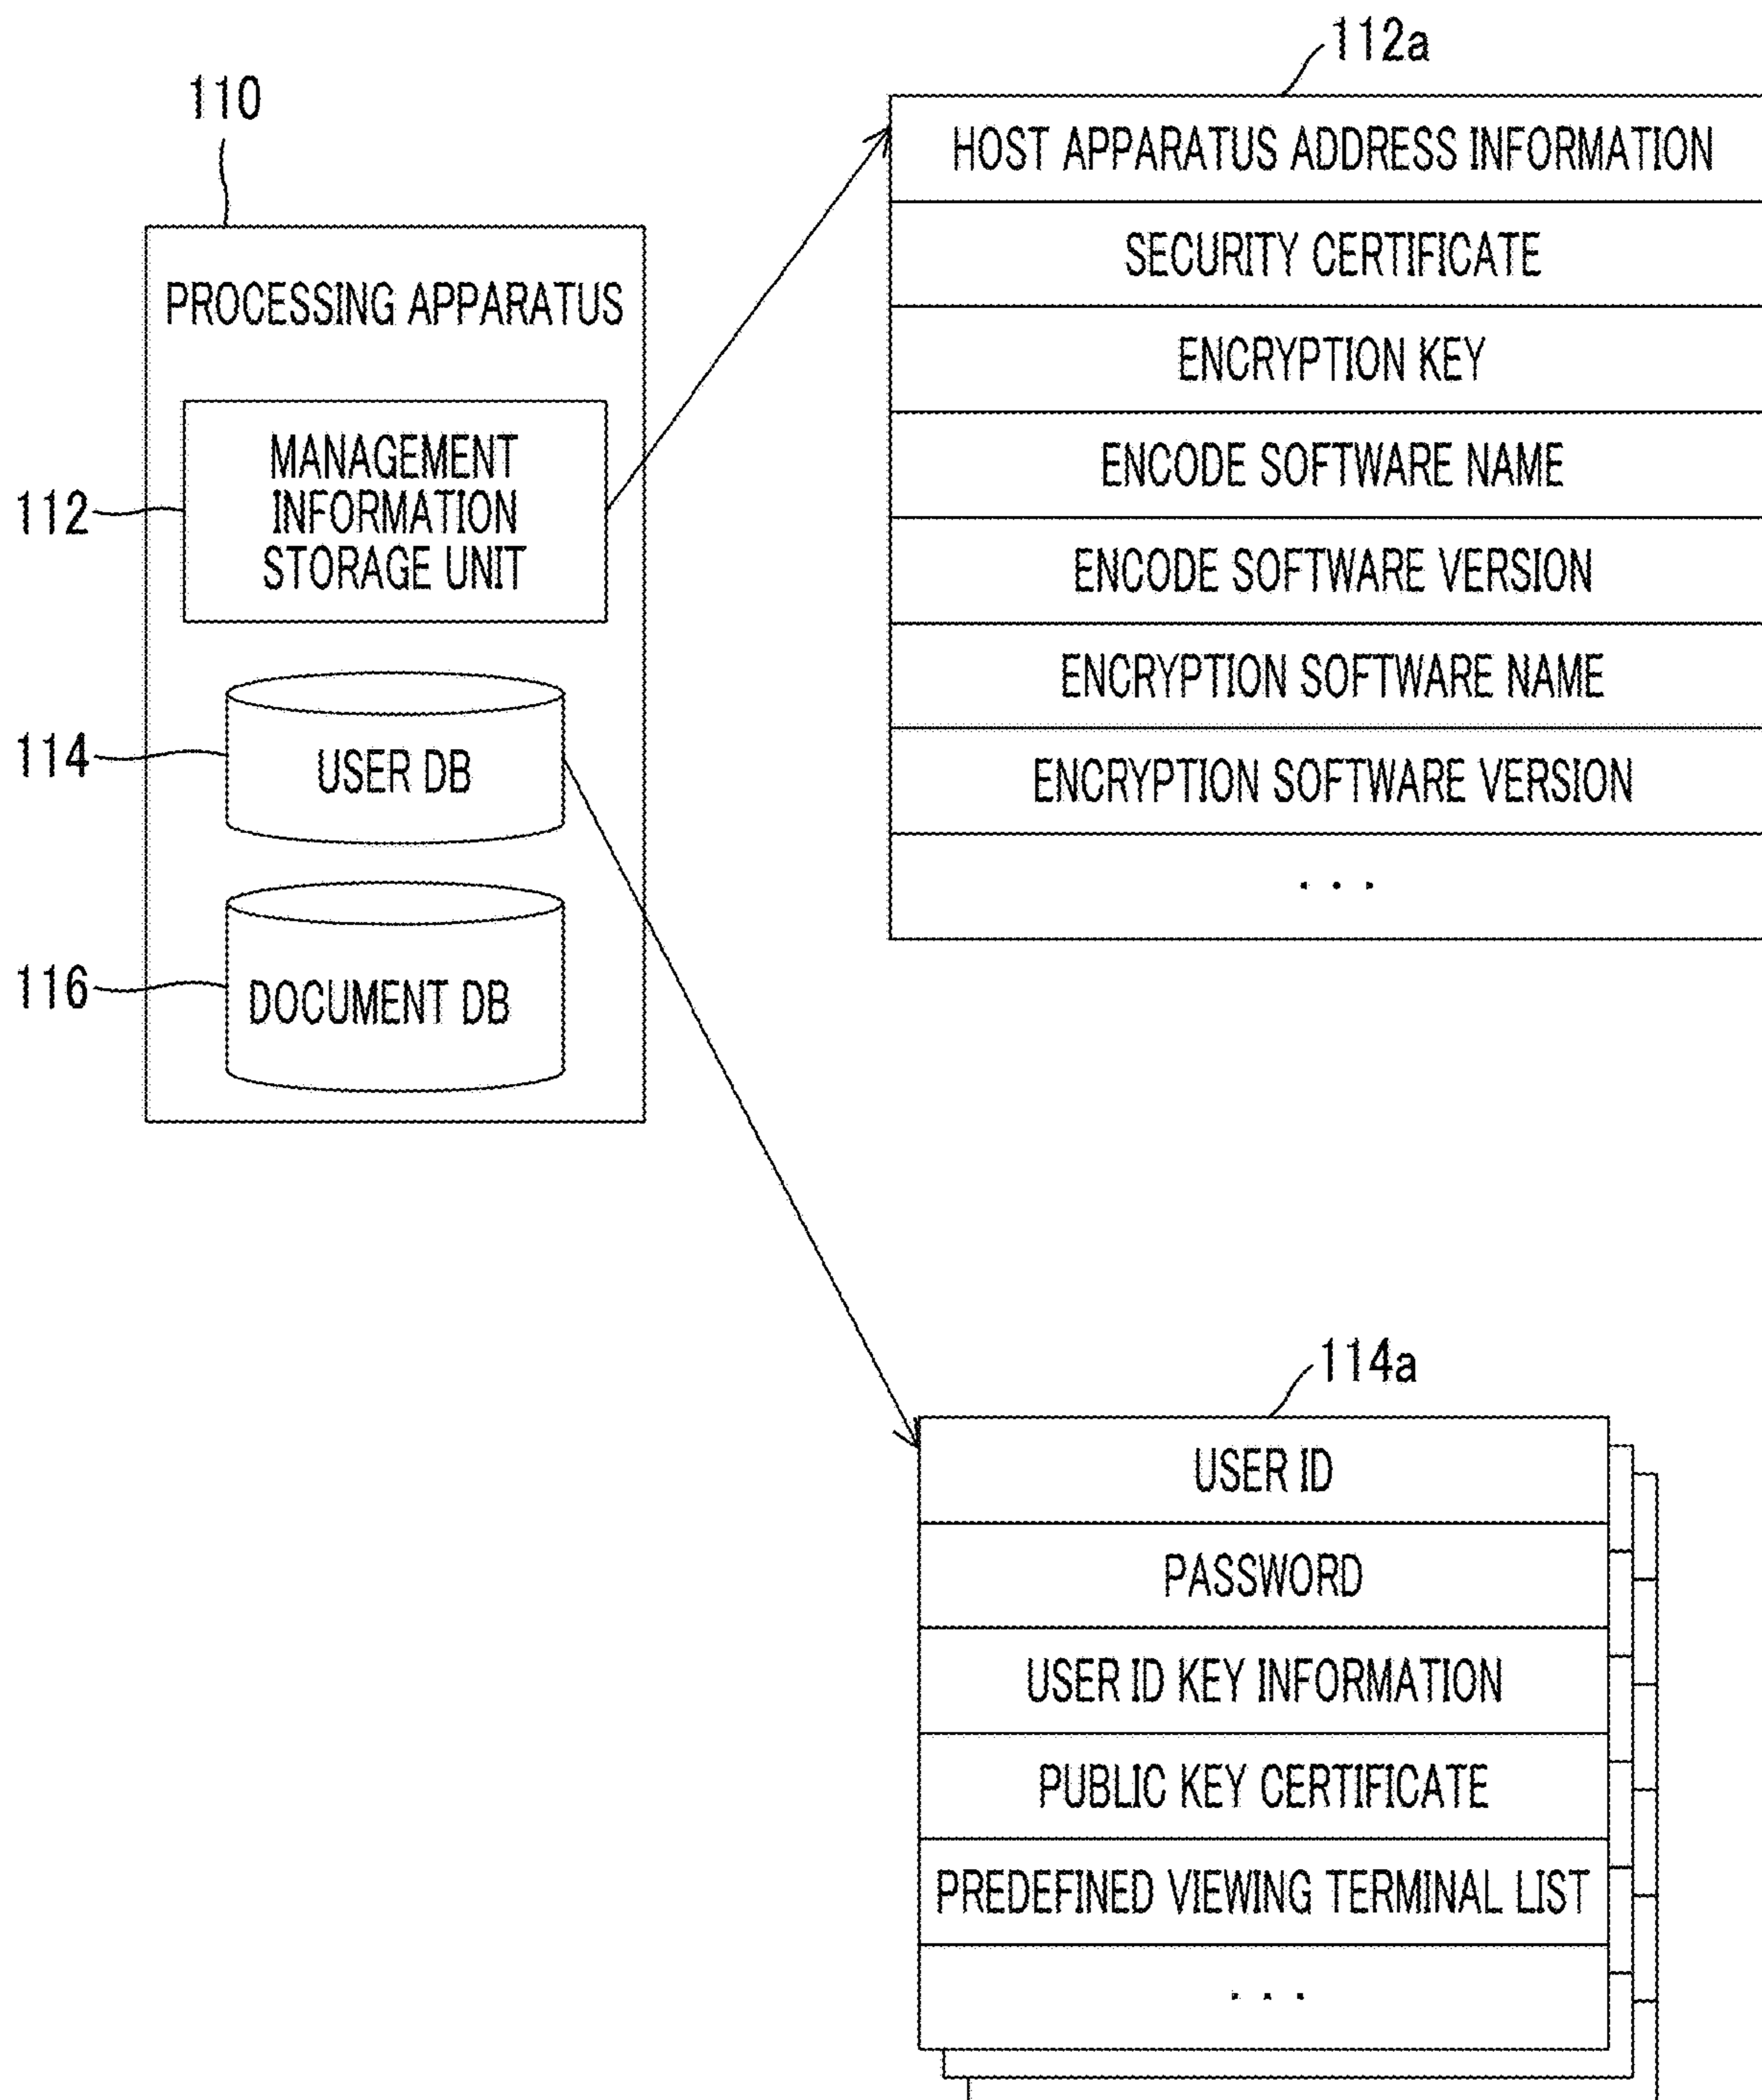 110
PROCESSING APPARATUS
112
MANAGEMENT
INFORMATION
STORAGE UNIT
114
USER DB
116
DOCUMENT DB
112a
HOST APPARATUS ADDRESS INFORMATION
SECURITY CERTIFICATE
ENCRYPTION KEY
ENCODE SOFTWARE NAME
ENCODE SOFTWARE VERSION
ENCRYPTION SOFTWARE NAME
ENCRYPTION SOFTWARE VERSION
. . .
114a
USER ID
PASSWORD
USER ID KEY INFORMATION
PUBLIC KEY CERTIFICATE
PREDEFINED VIEWING TERMINAL LIST
. . .